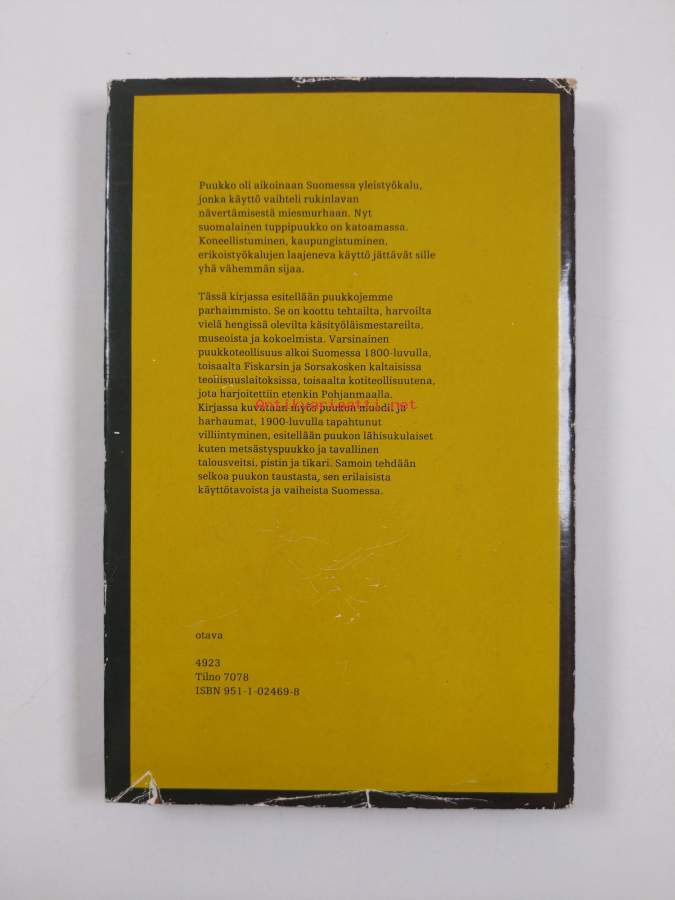 Puukko oli aikoinaan Suomessa yleistyökalu,
jonka käyttö vaihteli rukinlavan
nävertämisestä miesmurhaan. Nyt
suomalainen tuppipuukko on katoamassa.
Koneellistuminen, kaupungistuminen,
erikoistyökalujen laajeneva käyttö jättävät sille
yhä vähemmän sijaa.
Tässä kirjassa esitellään puukkojemme
parhaimmisto. Se on koottu tehtailta, harvoilta
vielä hengissä olevilta käsityöläismestareilta,
museoista ja kokoelmista. Varsinainen
puukkoteollisuus alkoi Suomessa 1800-luvulla,
toisaalta Fiskarsin ja Sorsakosken kaltaisissa
teollisuuslaitoksissa, toisaalta kotiteollisuutena,
jota harjoitettiin etenkin Pohjanmaalla.
Antikvariaatti.net
Kirjassa kuvataan myös puukon muodit ja
harhaumat, 1900-luvulla tapahtunut
villiintyminen, esitellään puukon lähisukulaiset
kuten metsästyspuukko ja tavallinen
talousveitsi, pistin ja tikari. Samoin tehdään
selkoa puukon taustasta, sen erilaisista
käyttötavoista ja vaiheista Suomessa.
otava
4923
Tilno 7078
ISBN 951-1-02469-8